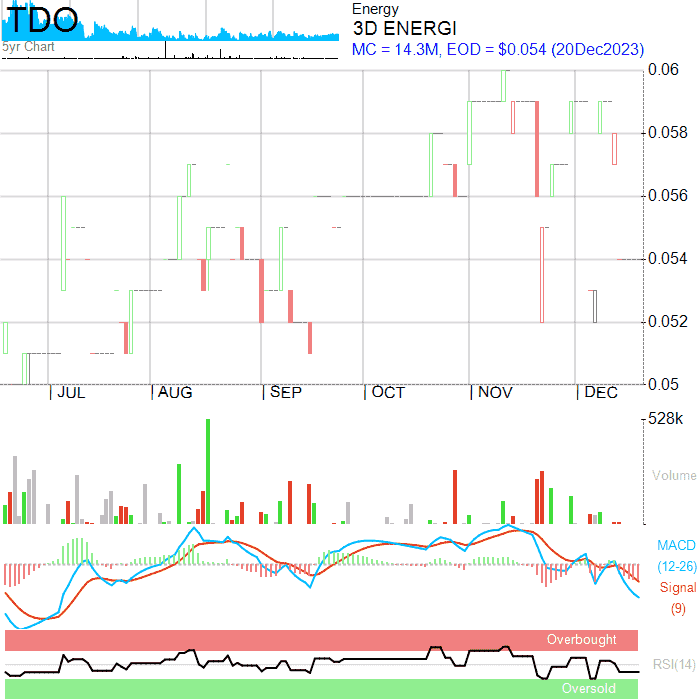 TDO
5yr Chart
Energy
3D ENERGI
MC = 14.3M, EOD = $0.054 (20Dec2023)
0.06
0.058
0.056
0.054
0.052
0.05
JUL AUG SEP OCT NOV DEC
528k
Volume
MACD
(12-26)
Signal
(9)
Overbought
RSI(14)
Oversold